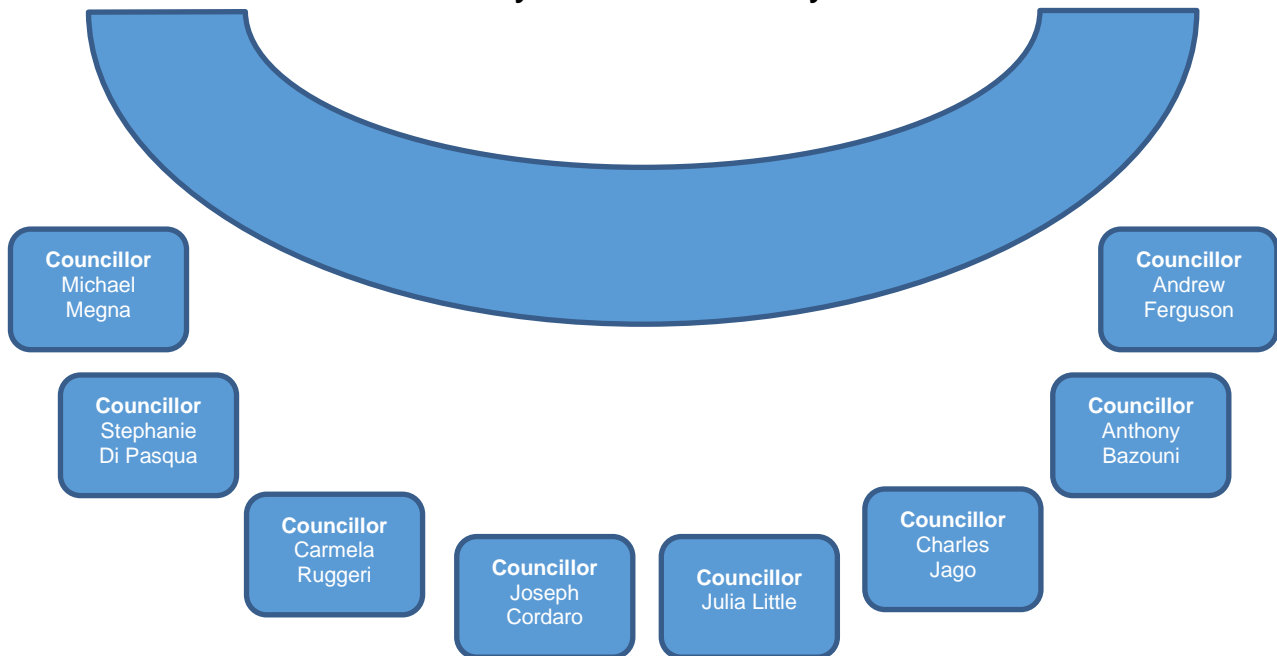 Councillor
Michael
Megna
Councillor
Andrew
Ferguson
Councillor
Stephanie
Di Pasqua
Councillor
Anthony
Bazouni
Councillor
Carmela
Ruggeri
Councillor
Charles
Jago
Councillor
Joseph
Cordaro
Councillor
Julia Little